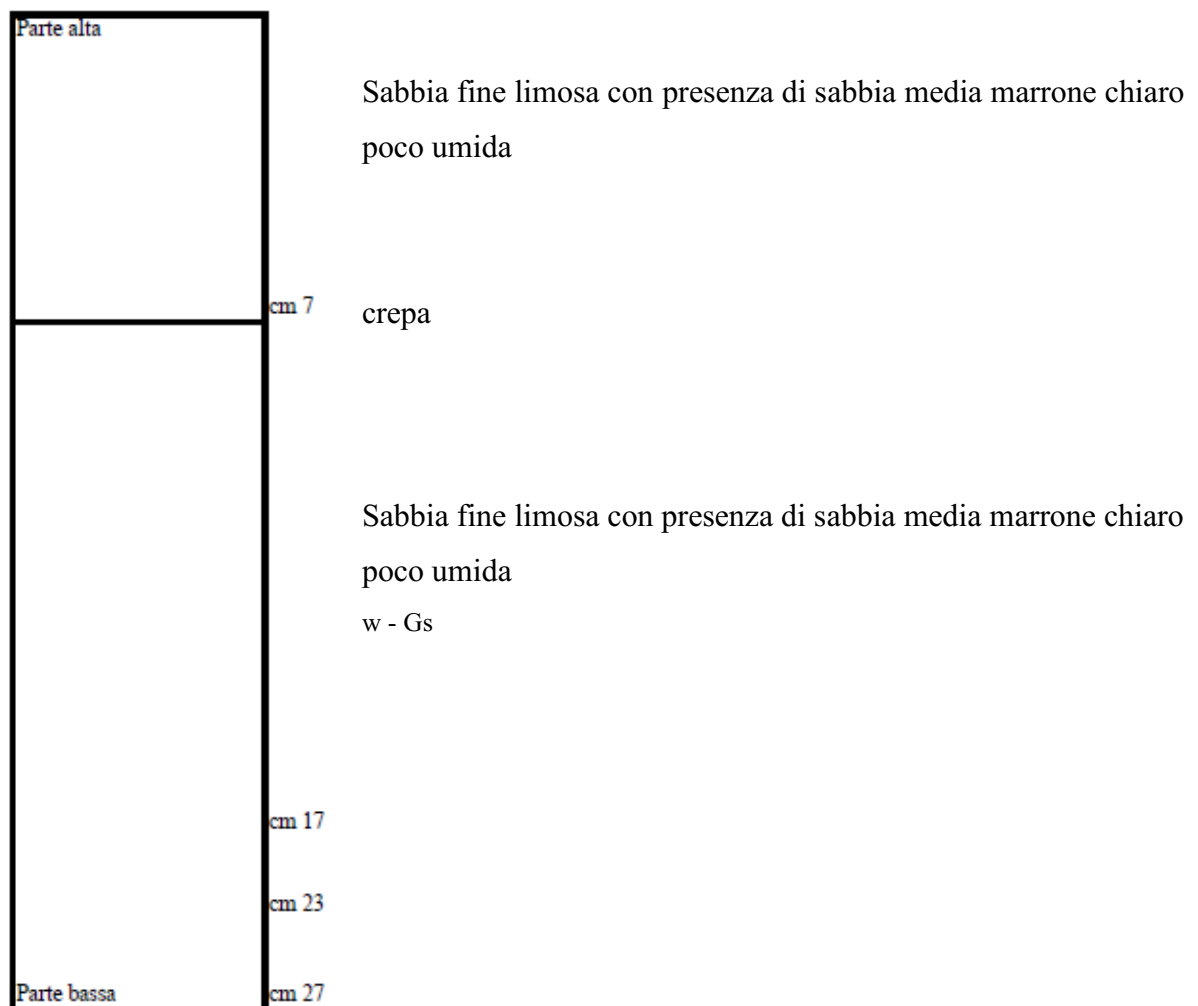 Parte alta
Sabbia fine limosa con presenza di sabbia media marrone chiaro
poco umida
cm 7
crepa
Sabbia fine limosa con presenza di sabbia media marrone chiaro
poco umida
w - Gs
cm 17
cm 23
Parte bassa
cm 27